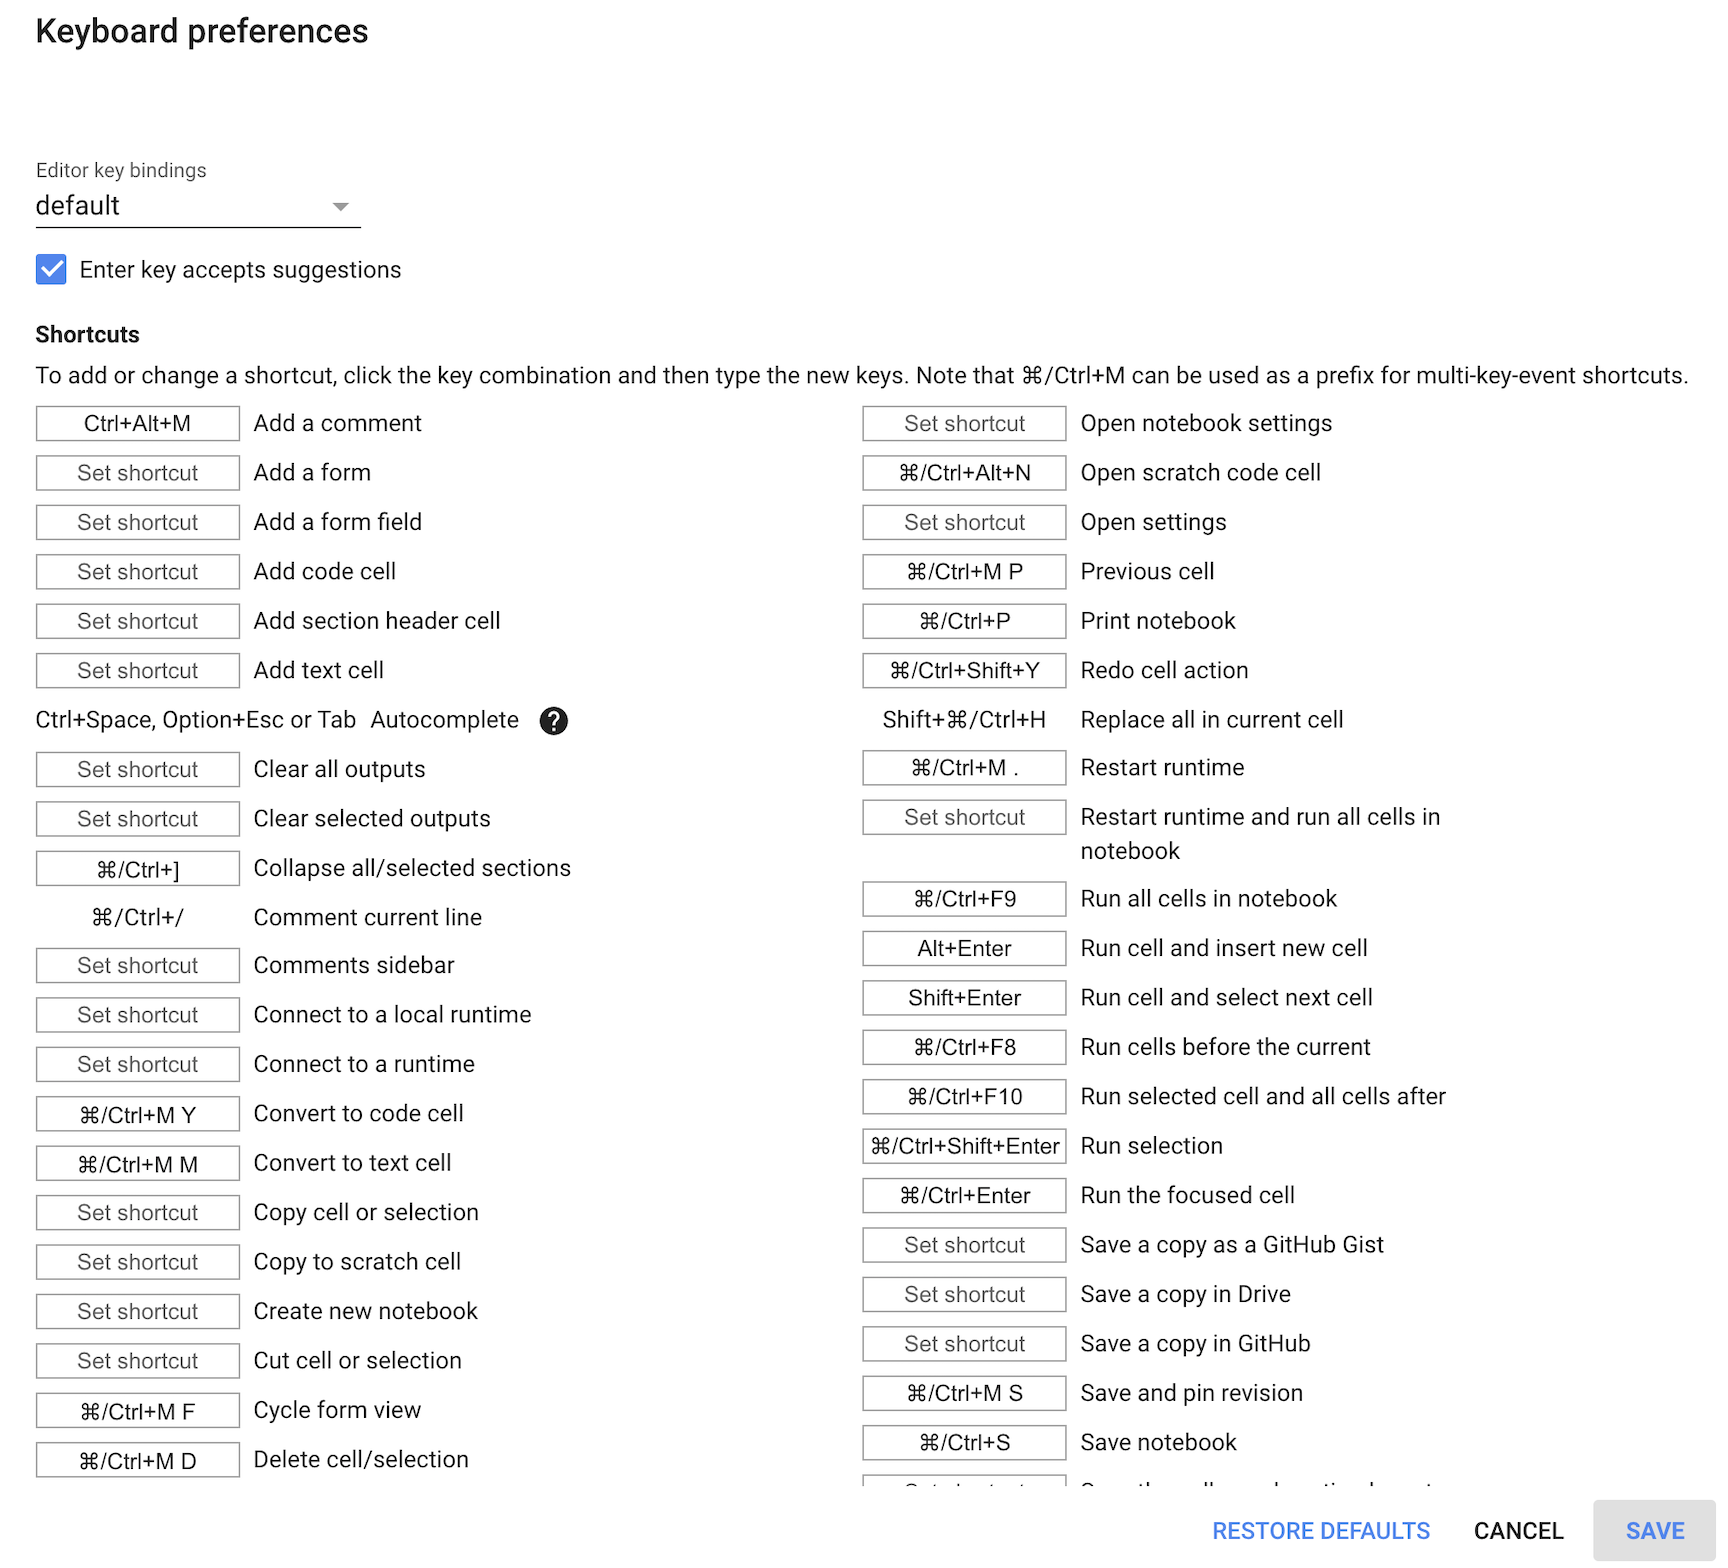 Keyboard preferences
Editor key bindings
default
Enter key accepts suggestions
Shortcuts
To add or change a shortcut, click the key combination and then type the new keys. Note that ⌘/Ctrl+M can be used as a prefix for multi-key-event shortcuts.
Ctrl+Alt+M Add a comment
Set shortcut Add a form
Set shortcut Add a form field
Set shortcut Add code cell
Set shortcut Add section header cell
Set shortcut Add text cell
Ctrl+Space, Option+Esc or Tab Autocomplete ?
Set shortcut Clear all outputs
Set shortcut Clear selected outputs
⌘/Ctrl+] Collapse all/selected sections
⌘/Ctrl+/ Comment current line
Set shortcut Comments sidebar
Set shortcut Connect to a local runtime
Set shortcut Connect to a runtime
⌘/Ctrl+M Y Convert to code cell
⌘/Ctrl+M M Convert to text cell
Set shortcut Copy cell or selection
Set shortcut Copy to scratch cell
Set shortcut Create new notebook
Set shortcut Cut cell or selection
⌘/Ctrl+M F Cycle form view
⌘/Ctrl+M D Delete cell/selection
Set shortcut Open notebook settings
⌘/Ctrl+Alt+N Open scratch code cell
Set shortcut Open settings
⌘/Ctrl+M P Previous cell
⌘/Ctrl+P Print notebook
⌘/Ctrl+Shift+Y Redo cell action
Shift+⌘/Ctrl+H Replace all in current cell
⌘/Ctrl+M . Restart runtime
Set shortcut Restart runtime and run all cells in
notebook
⌘/Ctrl+F9 Run all cells in notebook
Alt+Enter Run cell and insert new cell
Shift+Enter Run cell and select next cell
⌘/Ctrl+F8 Run cells before the current
⌘/Ctrl+F10 Run selected cell and all cells after
⌘/Ctrl+Shift+Enter Run selection
⌘/Ctrl+Enter Run the focused cell
Set shortcut Save a copy as a GitHub Gist
Set shortcut Save a copy in Drive
Set shortcut Save a copy in GitHub
⌘/Ctrl+M S Save and pin revision
⌘/Ctrl+S Save notebook
RESTORE DEFAULTS CANCEL SAVE